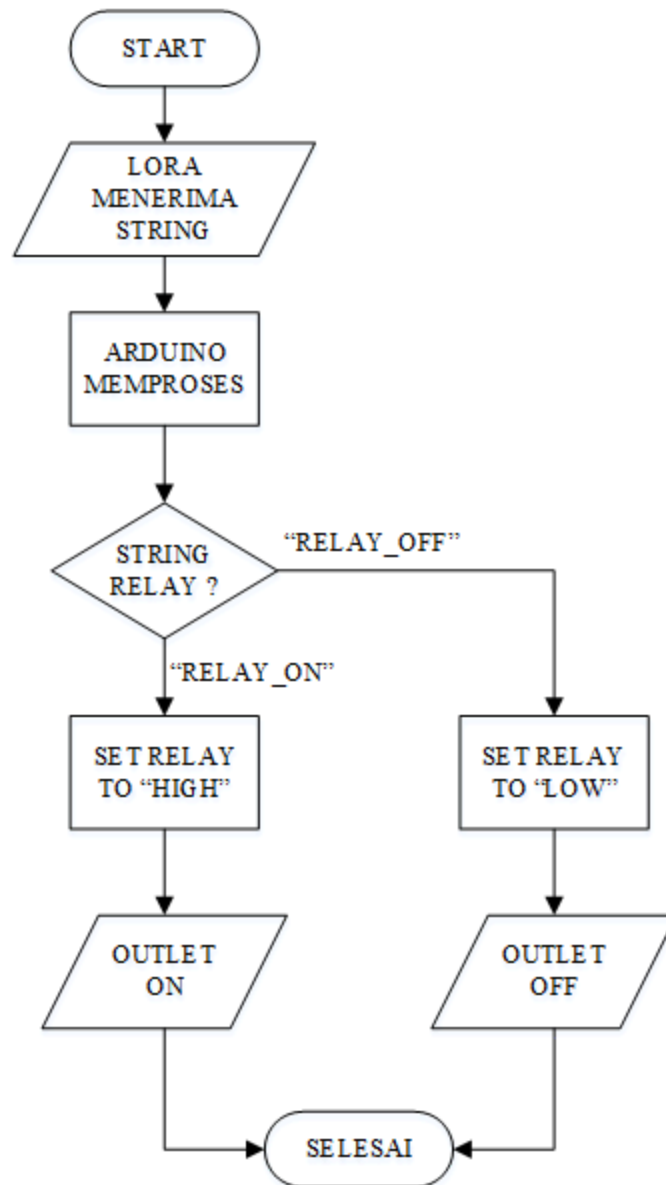 START
LORA
MENERIMA
STRING
ARDUINO
MEMPROSES
STRING
RELAY ?
“RELAY_OFF”
“RELAY_ON”
SET RELAY
TO “HIGH”
SET RELAY
TO “LOW”
OUTLET
ON
OUTLET
OFF
SELESAI